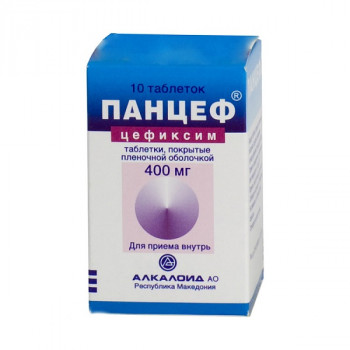 10 таблеток
ПАНЦЕФ®
цефиксим
таблетки, покрытые
пленочной оболочкой
400 мг
Для приема внутрь
АЛКАЛОИД АО
Республика Македония